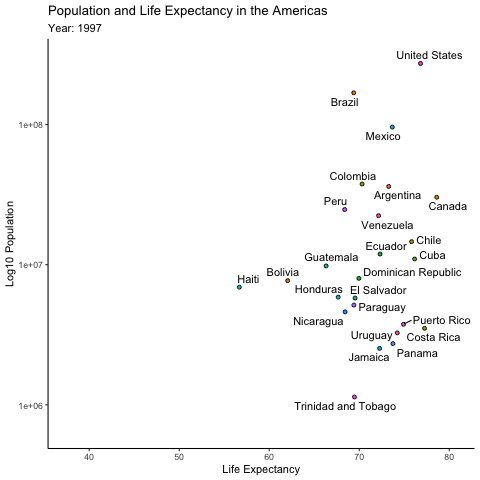 Population and Life Expectancy in the Americas
Year: 1997
United States
Brazil
1e+08
Mexico
Colombia
Argentina
Peru
Canada
Venezuela
Ecuador
Chile
Cuba
Guatemala
1e+07
Bolivia
Dominican Republic
Haiti
Honduras
El Salvador
Paraguay
Nicaragua
Puerto Rico
Uruguay
Costa Rica
Jamaica
Panama
1e+06
Trinidad and Tobago
Log10 Population
40 50 60 70 80
Life Expectancy